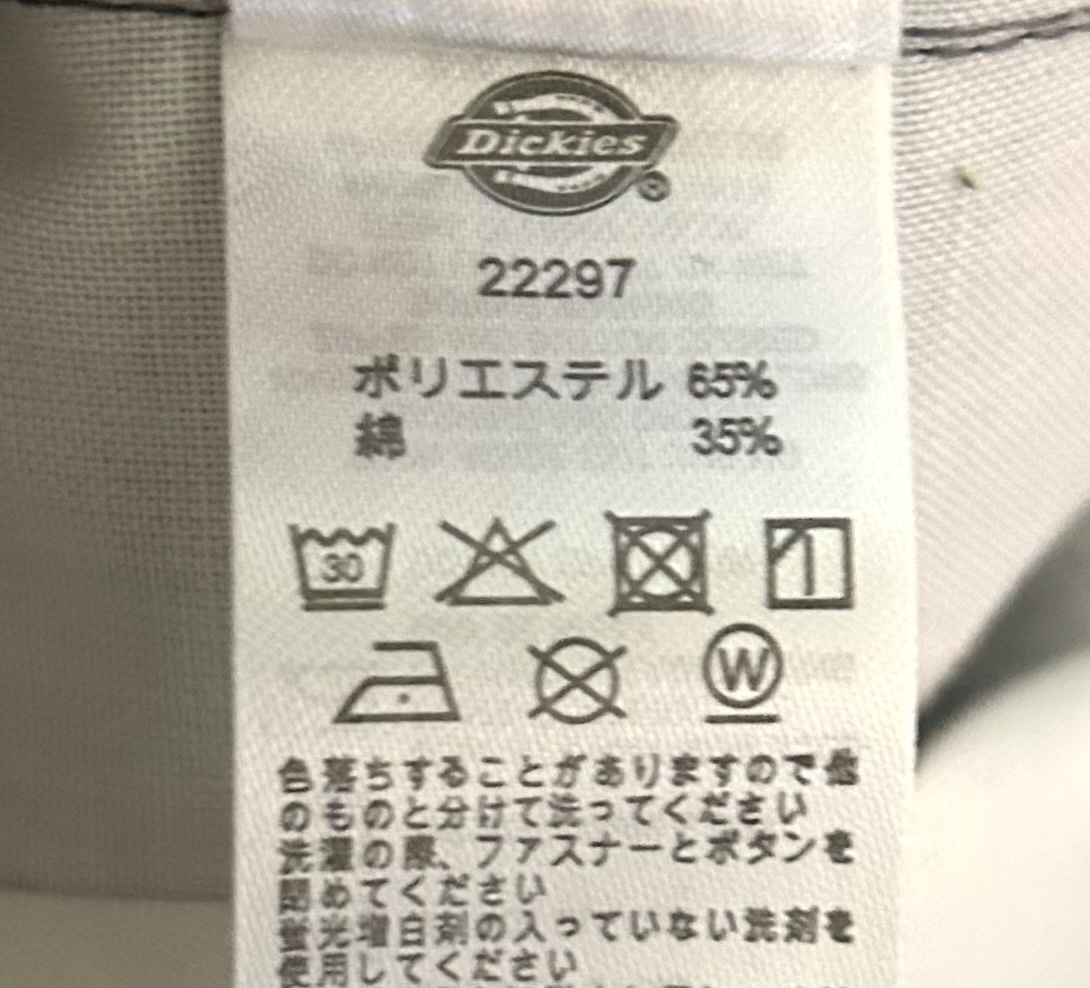 Dickies
®
22297
ポリエステル 65%
綿 35%
30
W
色落ちすることがありますので他
のものと分けて洗ってください
洗濯の際、ファスナーとボタンを
閉めてください
蛍光増白剤の入っていない洗剤を
使用してください